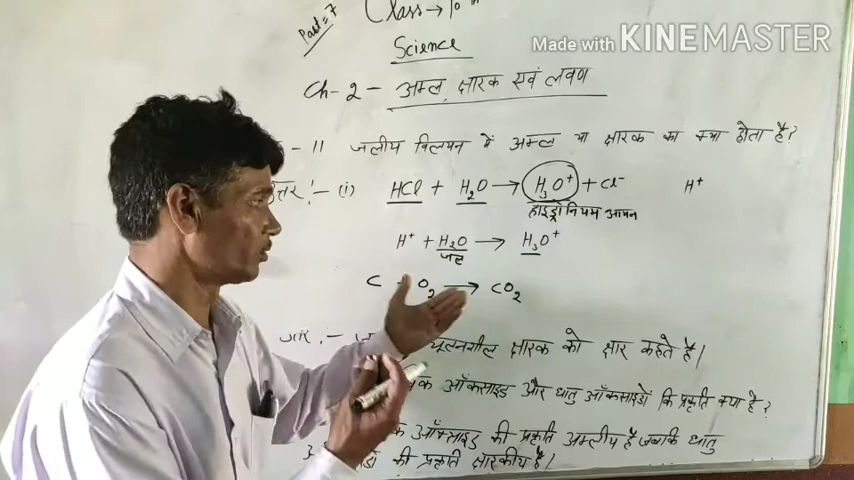 Part=7
Class→10th
Made with KINEMASTER
Science
Ch-2- अम्ल, क्षारक एवं लवण
- 11 जलीय विलयन में अम्ल या क्षारक का क्या होता है?
उत्तर:- (i) HCl + H₂O → H₃O⁺ + Cl⁻ H⁺
हाइड्रोनियम आयन
H⁺ + H₂O → H₃O⁺
जल
C O₂ → CO₂
क्षारक को क्षार कहते है।
ऑक्साइड और धातु ऑक्साइडों कि प्रकृति क्या है?
ऑक्साइड की प्रकृति अम्लीय है जबकि धातु
की प्रकृति क्षारकीय है।